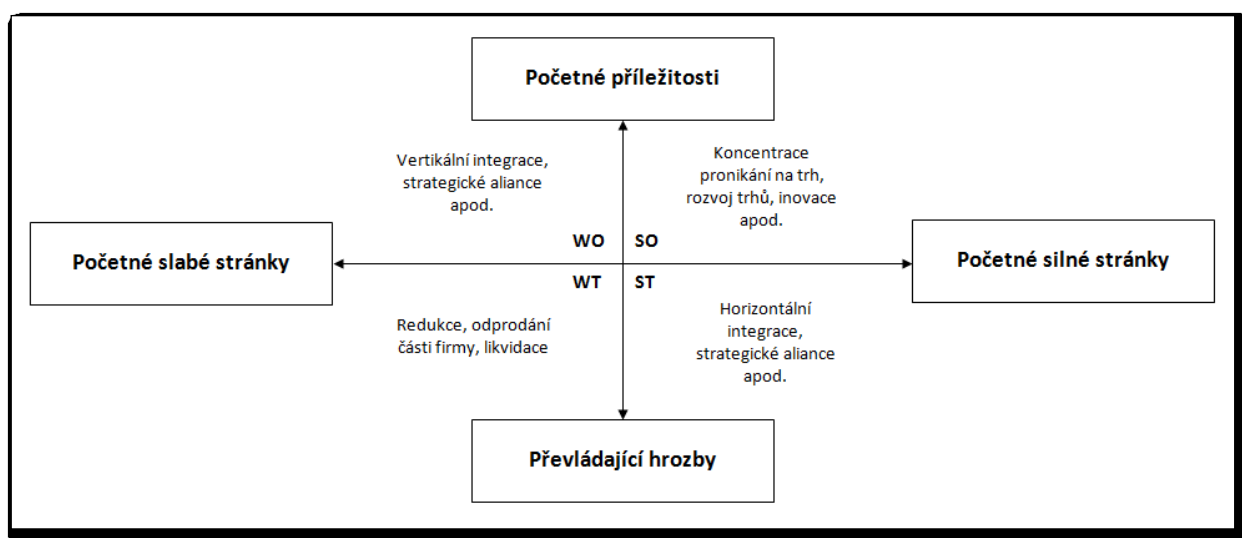 Početné příležitosti
Vertikální integrace,
strategické aliance
apod.
Koncentrace
pronikání na trh,
rozvoj trhů, inovace
apod.
WO
SO
Početné slabé stránky
Početné silné stránky
WT
ST
Redukce, odprodání
části firmy, likvidace
Horizontální
integrace,
strategické aliance
apod.
Převládající hrozby